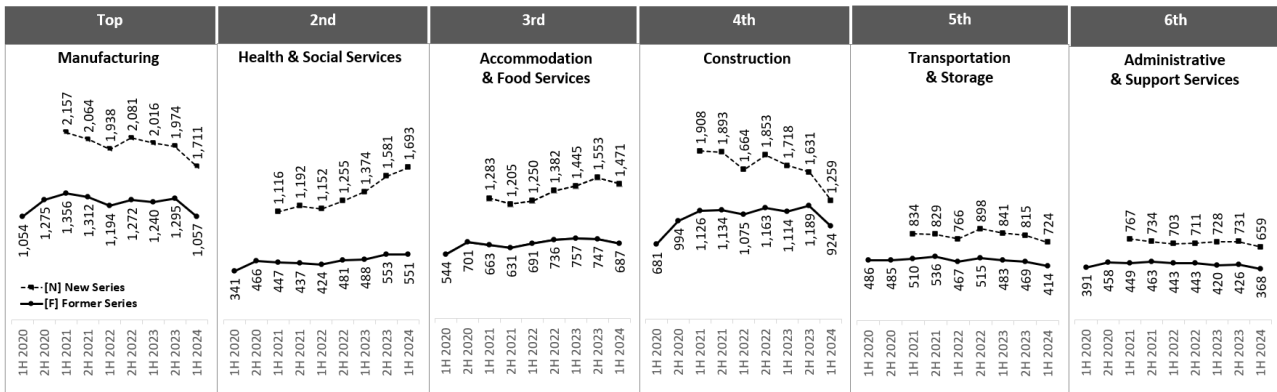 Top
Manufacturing
2,157
2,064
1,938
2,081
2,016
1,974
1,711
1,054
1,275
1,356
1,312
1,194
1,272
1,240
1,295
1,057
[N] New Series
[F] Former Series
1H 2020
2H 2020
1H 2021
2H 2021
1H 2022
2H 2022
1H 2023
2H 2023
1H 2024
2nd
Health & Social Services
1,116
1,192
1,152
1,255
1,374
1,581
1,693
341
466
447
437
424
481
488
553
551
1H 2020
2H 2020
1H 2021
2H 2021
1H 2022
2H 2022
1H 2023
2H 2023
1H 2024
3rd
Accommodation
& Food Services
1,283
1,205
1,250
1,382
1,445
1,553
1,471
544
701
663
631
691
736
757
747
687
1H 2020
2H 2020
1H 2021
2H 2021
1H 2022
2H 2022
1H 2023
2H 2023
1H 2024
4th
Construction
1,908
1,893
1,664
1,853
1,718
1,631
1,259
681
994
1,126
1,134
1,075
1,163
1,114
1,189
924
1H 2020
2H 2020
1H 2021
2H 2021
1H 2022
2H 2022
1H 2023
2H 2023
1H 2024
5th
Transportation
& Storage
834
829
766
898
841
815
724
486
485
510
536
467
515
483
469
414
1H 2020
2H 2020
1H 2021
2H 2021
1H 2022
2H 2022
1H 2023
2H 2023
1H 2024
6th
Administrative
& Support Services
767
734
703
711
728
731
659
391
458
449
463
443
443
420
426
368
1H 2020
2H 2020
1H 2021
2H 2021
1H 2022
2H 2022
1H 2023
2H 2023
1H 2024